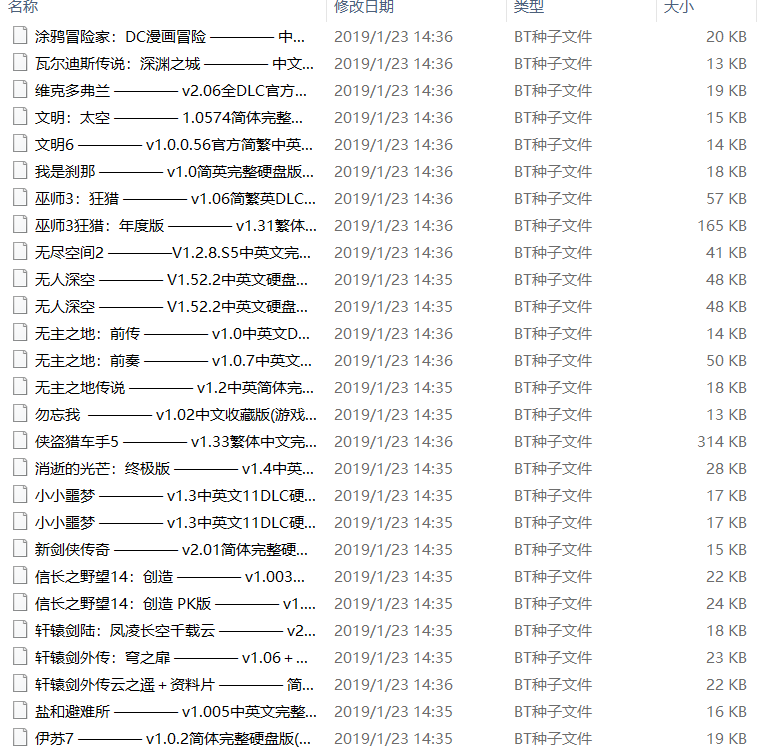 名称 修改日期 类型 大小
涂鸦冒险家：DC漫画冒险 ———— 中... 2019/1/23 14:36 BT种子文件 20 KB
瓦尔迪斯传说：深渊之城 ———— 中文... 2019/1/23 14:36 BT种子文件 13 KB
维克多弗兰 ———— v2.06全DLC官方... 2019/1/23 14:36 BT种子文件 19 KB
文明：太空 ———— 1.0574简体完整... 2019/1/23 14:36 BT种子文件 15 KB
文明6 ———— v1.0.0.56官方简繁中英... 2019/1/23 14:36 BT种子文件 14 KB
我是刹那 ———— v1.0简英完整硬盘版... 2019/1/23 14:36 BT种子文件 18 KB
巫师3：狂猎 ———— v1.06简繁英DLC... 2019/1/23 14:36 BT种子文件 57 KB
巫师3狂猎：年度版 ———— v1.31繁体... 2019/1/23 14:36 BT种子文件 165 KB
无尽空间2 ————V1.2.8.S5中英文完... 2019/1/23 14:36 BT种子文件 41 KB
无人深空 ———— V1.52.2中英文硬盘... 2019/1/23 14:35 BT种子文件 48 KB
无人深空 ———— V1.52.2中英文硬盘... 2019/1/23 14:35 BT种子文件 48 KB
无主之地：前传 ———— v1.0中英文D... 2019/1/23 14:36 BT种子文件 14 KB
无主之地：前奏 ———— v1.0.7中英文... 2019/1/23 14:36 BT种子文件 50 KB
无主之地传说 ———— v1.2中英简体完... 2019/1/23 14:35 BT种子文件 18 KB
勿忘我 ———— v1.02中文收藏版(游戏... 2019/1/23 14:35 BT种子文件 13 KB
侠盗猎车手5 ———— v1.33繁体中文完... 2019/1/23 14:36 BT种子文件 314 KB
消逝的光芒：终极版 ———— v1.4中英... 2019/1/23 14:35 BT种子文件 28 KB
小小噩梦 ———— v1.3中英文11DLC硬... 2019/1/23 14:35 BT种子文件 17 KB
小小噩梦 ———— v1.3中英文11DLC硬... 2019/1/23 14:35 BT种子文件 17 KB
新剑侠传奇 ———— v2.01简体完整硬... 2019/1/23 14:35 BT种子文件 15 KB
信长之野望14：创造 ———— v1.003... 2019/1/23 14:35 BT种子文件 22 KB
信长之野望14：创造 PK版 ———— v1.... 2019/1/23 14:35 BT种子文件 24 KB
轩辕剑陆：凤凌长空千载云 ———— v2... 2019/1/23 14:35 BT种子文件 18 KB
轩辕剑外传：穹之扉 ———— v1.06＋... 2019/1/23 14:35 BT种子文件 23 KB
轩辕剑外传云之遥＋资料片 ———— 简... 2019/1/23 14:36 BT种子文件 22 KB
盐和避难所 ———— v1.005中英文完整... 2019/1/23 14:35 BT种子文件 16 KB
伊苏7 ———— v1.0.2简体完整硬盘版(... 2019/1/23 14:36 BT种子文件 19 KB